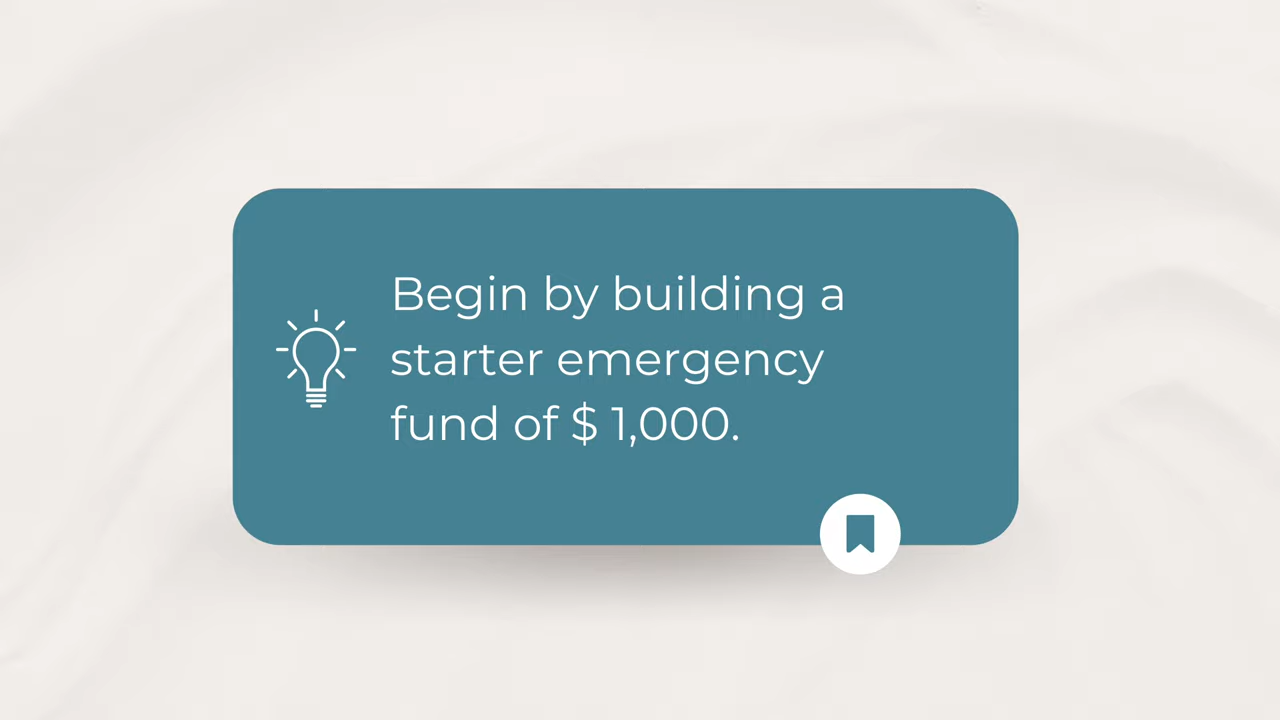 Begin by building a
starter emergency
fund of $ 1,000.